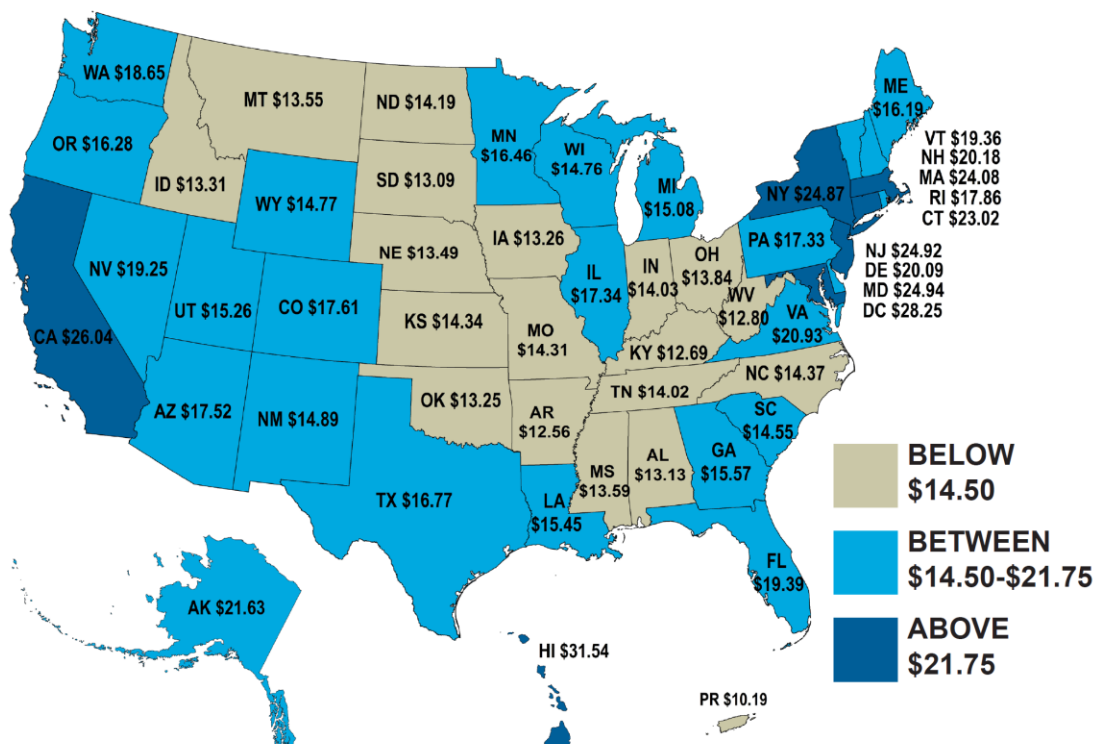 WA $18.65
MT $13.55
ND $14.19
MN
$16.46
WI
$14.76
MI
$15.08
ME
$16.19
VT $19.36
NH $20.18
MA $24.08
RI $17.86
CT $23.02
OR $16.28
ID $13.31
WY $14.77
SD $13.09
NY $24.87
IA $13.26
NE $13.49
PA $17.33
NJ $24.92
DE $20.09
MD $24.94
DC $28.25
NV $19.25
UT $15.26
CO $17.61
KS $14.34
MO
$14.31
IL
$17.34
IN
$14.03
OH
$13.84
WV
$12.80
VA
$20.93
CA $26.04
KY $12.69
NC $14.37
TN $14.02
AZ $17.52
NM $14.89
OK $13.25
AR
$12.56
SC
$14.55
MS
$13.59
AL
$13.13
GA
$15.57
TX $16.77
LA
$15.45
FL
$19.39
AK $21.63
HI $31.54
PR $10.19
BELOW
$14.50
BETWEEN
$14.50-$21.75
ABOVE
$21.75